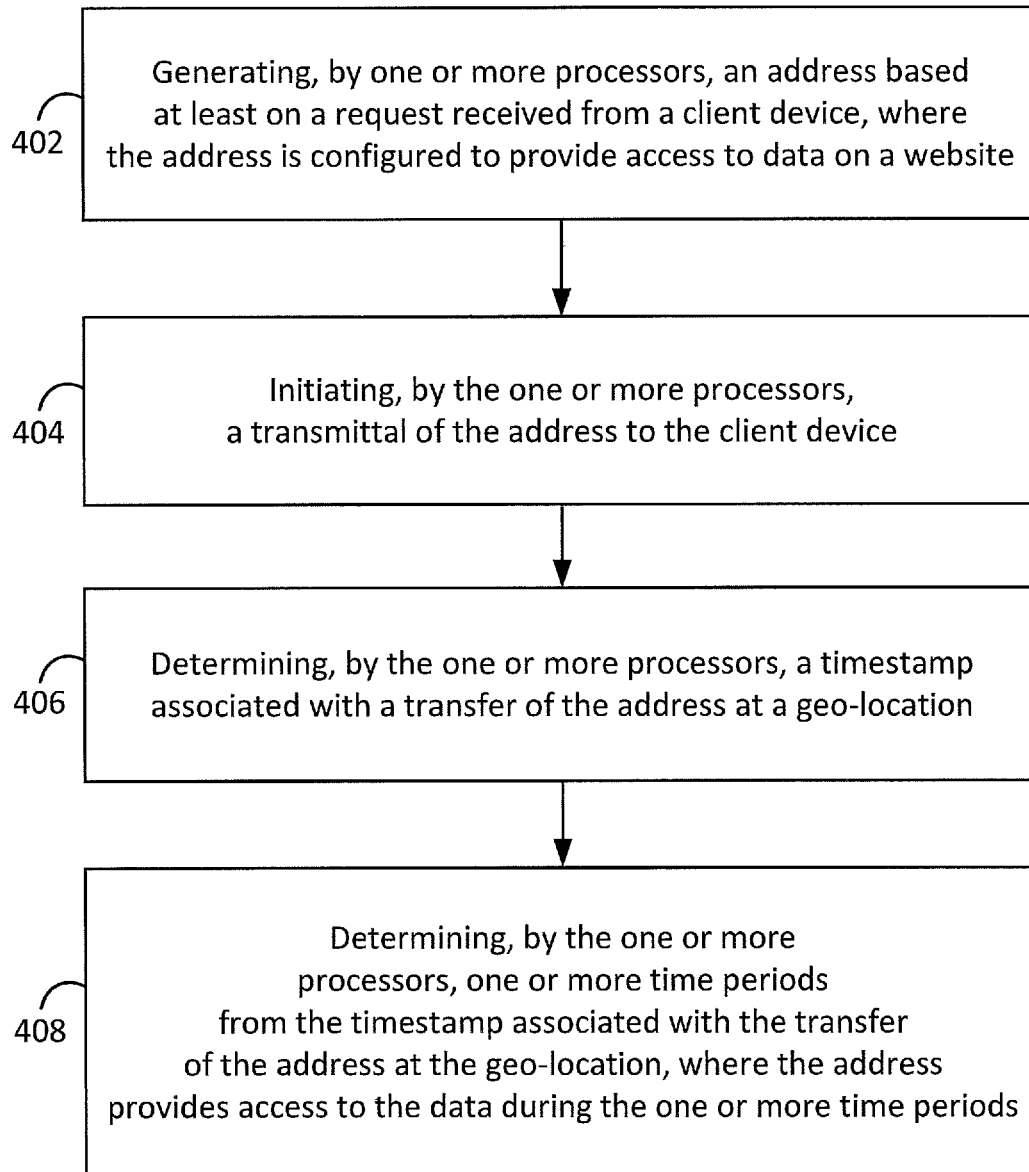 Generating, by one or more processors, an address based
at least on a request received from a client device, where
the address is configured to provide access to data on a website
402
Initiating, by the one or more processors,
a transmittal of the address to the client device
404
Determining, by the one or more processors, a timestamp
associated with a transfer of the address at a geo-location
406
Determining, by the one or more
processors, one or more time periods
from the timestamp associated with the transfer
of the address at the geo-location, where the address
provides access to the data during the one or more time periods
408